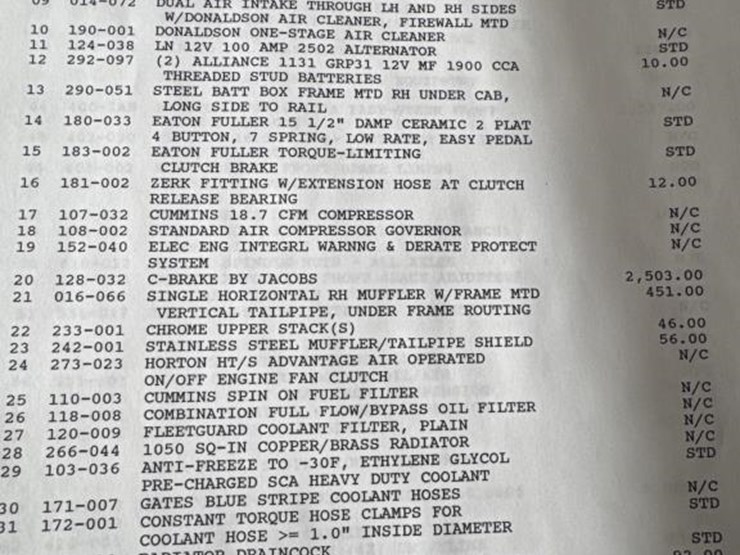 09 014-072 DUAL AIR INTAKE THROUGH LH AND RH SIDES STD
W/DONALDSON AIR CLEANER, FIREWALL MTD
10 190-001 DONALDSON ONE-STAGE AIR CLEANER N/C
11 124-038 LN 12V 100 AMP 2502 ALTERNATOR STD
12 292-097 (2) ALLIANCE 1131 GRP31 12V MF 1900 CCA 10.00
THREADED STUD BATTERIES
13 290-051 STEEL BATT BOX FRAME MTD RH UNDER CAB, N/C
LONG SIDE TO RAIL
14 180-033 EATON FULLER 15 1/2" DAMP CERAMIC 2 PLAT STD
4 BUTTON, 7 SPRING, LOW RATE, EASY PEDAL
15 183-002 EATON FULLER TORQUE-LIMITING STD
CLUTCH BRAKE
16 181-002 ZERK FITTING W/EXTENSION HOSE AT CLUTCH 12.00
RELEASE BEARING
17 107-032 CUMMINS 18.7 CFM COMPRESSOR N/C
18 108-002 STANDARD AIR COMPRESSOR GOVERNOR N/C
19 152-040 ELEC ENG INTEGRL WARNNG & DERATE PROTECT N/C
SYSTEM
20 128-032 C-BRAKE BY JACOBS 2,503.00
21 016-066 SINGLE HORIZONTAL RH MUFFLER W/FRAME MTD 451.00
VERTICAL TAILPIPE, UNDER FRAME ROUTING
22 233-001 CHROME UPPER STACK(S) 46.00
23 242-001 STAINLESS STEEL MUFFLER/TAILPIPE SHIELD 56.00
24 273-023 HORTON HT/S ADVANTAGE AIR OPERATED N/C
ON/OFF ENGINE FAN CLUTCH
25 110-003 CUMMINS SPIN ON FUEL FILTER N/C
26 118-008 COMBINATION FULL FLOW/BYPASS OIL FILTER N/C
27 120-009 FLEETGUARD COOLANT FILTER, PLAIN N/C
28 266-044 1050 SQ-IN COPPER/BRASS RADIATOR N/C
29 103-036 ANTI-FREEZE TO -30F, ETHYLENE GLYCOL STD
PRE-CHARGED SCA HEAVY DUTY COOLANT
30 171-007 GATES BLUE STRIPE COOLANT HOSES N/C
31 172-001 CONSTANT TORQUE HOSE CLAMPS FOR STD
COOLANT HOSE >= 1.0" INSIDE DIAMETER
RADIATOR DRAINCOCK STD